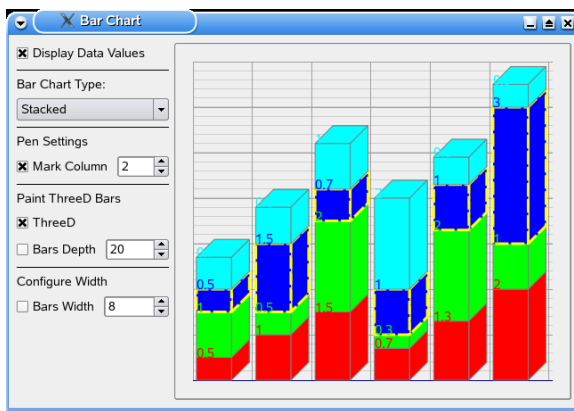 Bar Chart
Display Data Values
Bar Chart Type:
Stacked
Pen Settings
Mark Column 2
Paint ThreeD Bars
ThreeD
Bars Depth 20
Configure Width
Bars Width 8
3
0.7 1
1.5 2 2
0.5 1 1
1 0.5 1.5 0.3 1.3 2
0.5 1 0.7